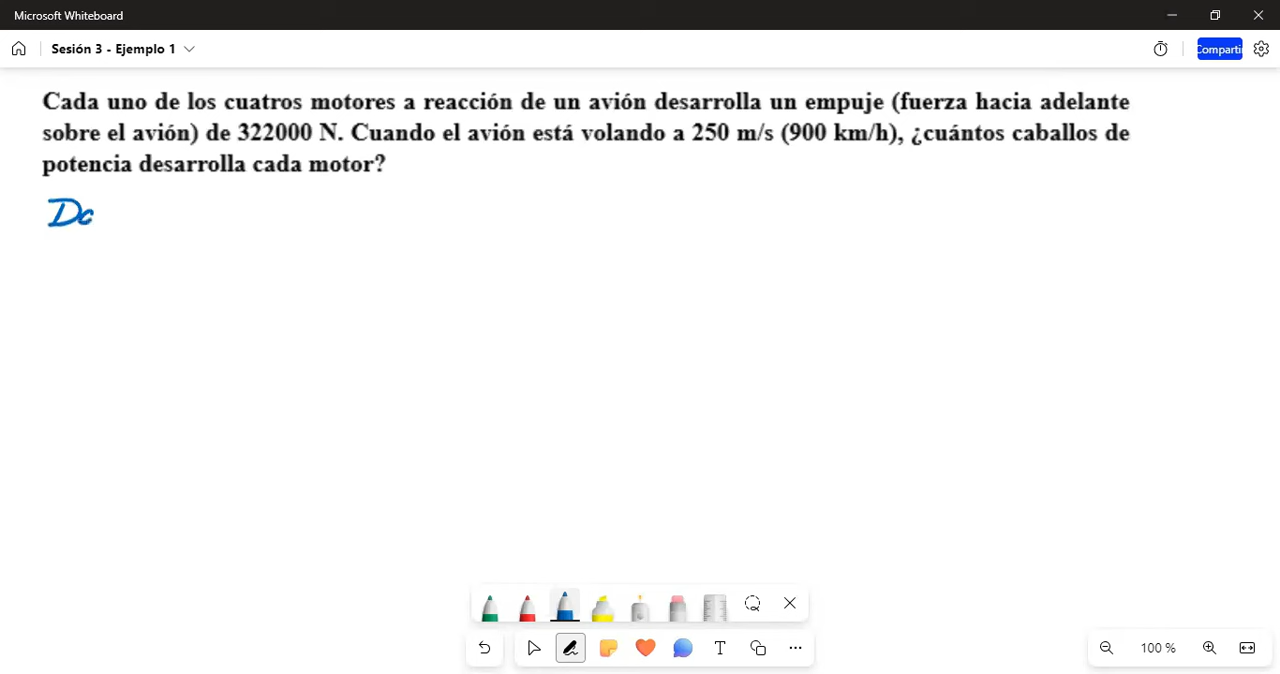 Microsoft Whiteboard
Sesión 3 - Ejemplo 1
Comparti
Cada uno de los cuatros motores a reacción de un avión desarrolla un empuje (fuerza hacia adelante
sobre el avión) de 322000 N. Cuando el avión está volando a 250 m/s (900 km/h), ¿cuántos caballos de
potencia desarrolla cada motor?
Dc
T
100 %